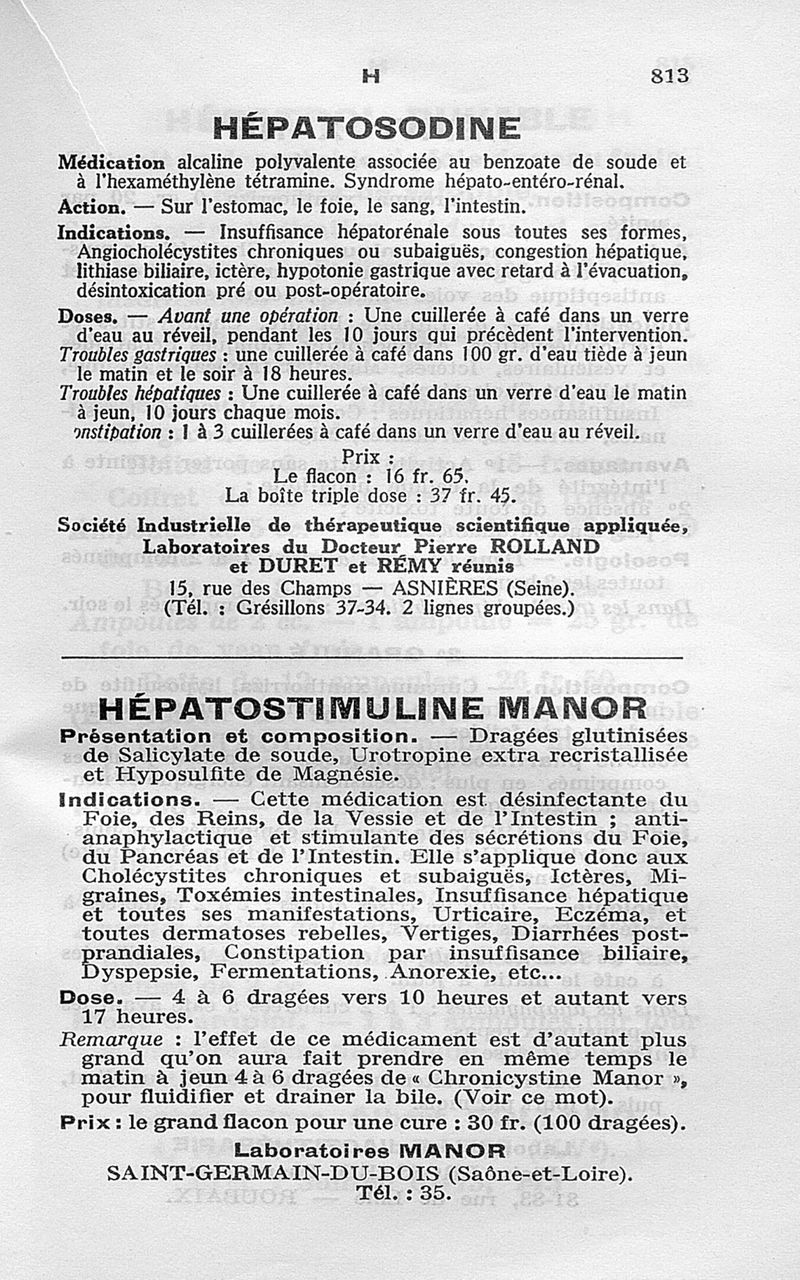 H 813
HÉPATOSODINE
Médication alcaline polyvalente associée au benzoate de soude et
à l'hexaméthylène tétramine. Syndrome hépato-entéro-rénal.
Action. — Sur l'estomac, le foie, le sang, l'intestin.
Indications. — Insuffisance hépatorénale sous toutes ses formes,
Angiocholécystites chroniques ou subaiguës, congestion hépatique,
lithiase biliaire, ictère, hypotonie gastrique avec retard à l'évacuation,
désintoxication pré ou post-opératoire.
Doses. — Avant une opération : Une cuillerée à café dans un verre
d'eau au réveil, pendant les 10 jours qui précèdent l'intervention.
Troubles gastriques : une cuillerée à café dans 100 gr. d'eau tiède à jeun
le matin et le soir à 18 heures.
Troubles hépatiques : Une cuillerée à café dans un verre d'eau le matin
à jeun, 10 jours chaque mois.
onstipation : 1 à 3 cuillerées à café dans un verre d'eau au réveil.
Prix :
Le flacon : 16 fr. 65.
La boîte triple dose : 37 fr. 45.
Société Industrielle de thérapeutique scientifique appliquée,
Laboratoires du Docteur Pierre ROLLAND
et DURET et RÉMY réunis
15, rue des Champs — ASNIÈRES (Seine).
(Tél. : Grésillons 37-34. 2 lignes groupées.)
HÉPATOSTIMULINE MANOR
Présentation et composition. — Dragées glutinisées
de Salicylate de soude, Urotropine extra recristallisée
et Hyposulfite de Magnésie.
Indications. — Cette médication est désinfectante du
Foie, des Reins, de la Vessie et de l'Intestin ; anti-
anaphylactique et stimulante des sécrétions du Foie,
du Pancréas et de l'Intestin. Elle s'applique donc aux
Cholécystites chroniques et subaiguës, Ictères, Mi-
graines, Toxémies intestinales, Insuffisance hépatique
et toutes ses manifestations, Urticaire, Eczéma, et
toutes dermatoses rebelles, Vertiges, Diarrhées post-
prandiales, Constipation par insuffisance biliaire,
Dyspepsie, Fermentations, Anorexie, etc...
Dose. — 4 à 6 dragées vers 10 heures et autant vers
17 heures.
Remarque : l'effet de ce médicament est d'autant plus
grand qu'on aura fait prendre en même temps le
matin à jeun 4 à 6 dragées de « Chronicystine Manor »,
pour fluidifier et drainer la bile. (Voir ce mot).
Prix : le grand flacon pour une cure : 30 fr. (100 dragées).
Laboratoires MANOR
SAINT-GERMAIN-DU-BOIS (Saône-et-Loire).
Tél. : 35.